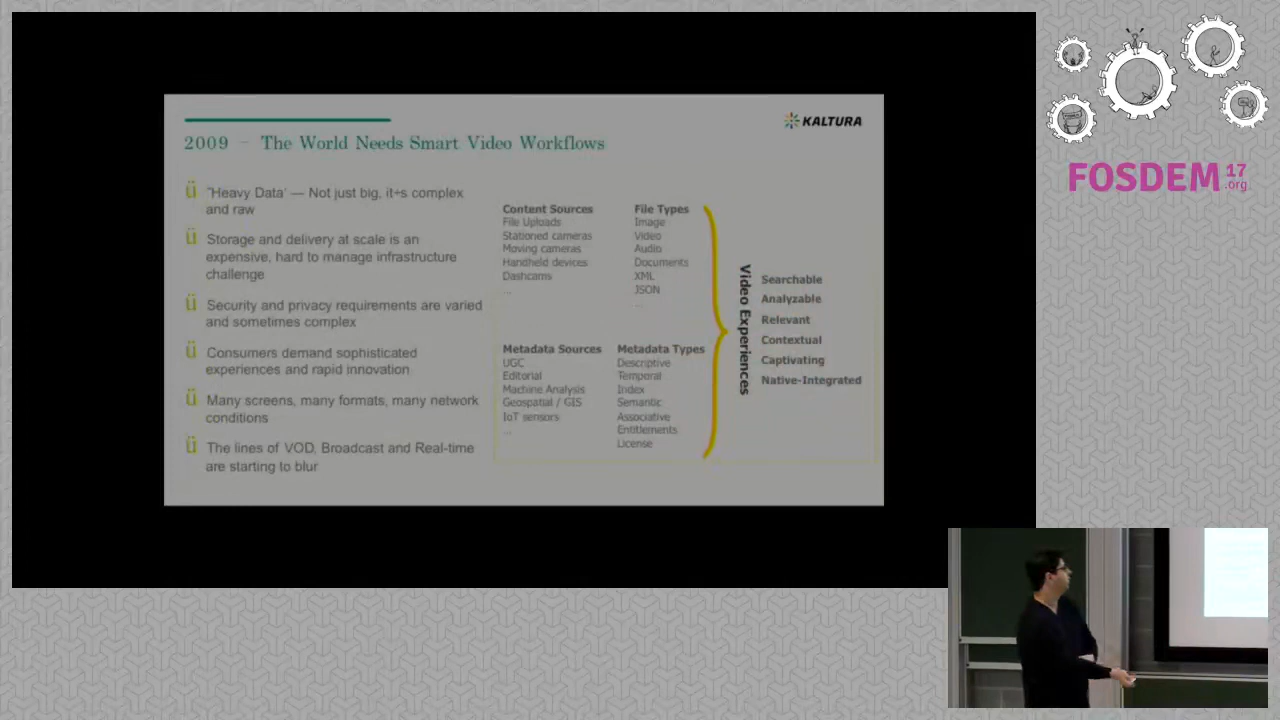 KALTURA
2009 – The World Needs Smart Video Workflows
ü "Heavy Data' — Not just big, it÷s complex
and raw
ü Storage and delivery at scale is an
expensive, hard to manage infrastructure
challenge
ü Security and privacy requirements are varied
and sometimes complex
ü Consumers demand sophisticated
experiences and rapid innovation
ü Many screens, many formats, many network
conditions
ü The lines of VOD, Broadcast and Real-time
are starting to blur
Content Sources
File Uploads
Stationed cameras
Moving cameras
Handheld devices
Dashcams
...
File Types
Image
Video
Audio
Documents
XML
JSON
...
Metadata Sources
UGC
Editorial
Machine Analysis
Geospatial / GIS
IoT sensors
...
Metadata Types
Descriptive
Temporal
Index
Semantic
Associative
Entitlements
License
Video Experiences
Searchable
Analyzable
Relevant
Contextual
Captivating
Native-Integrated
FOSDEM 17
.org